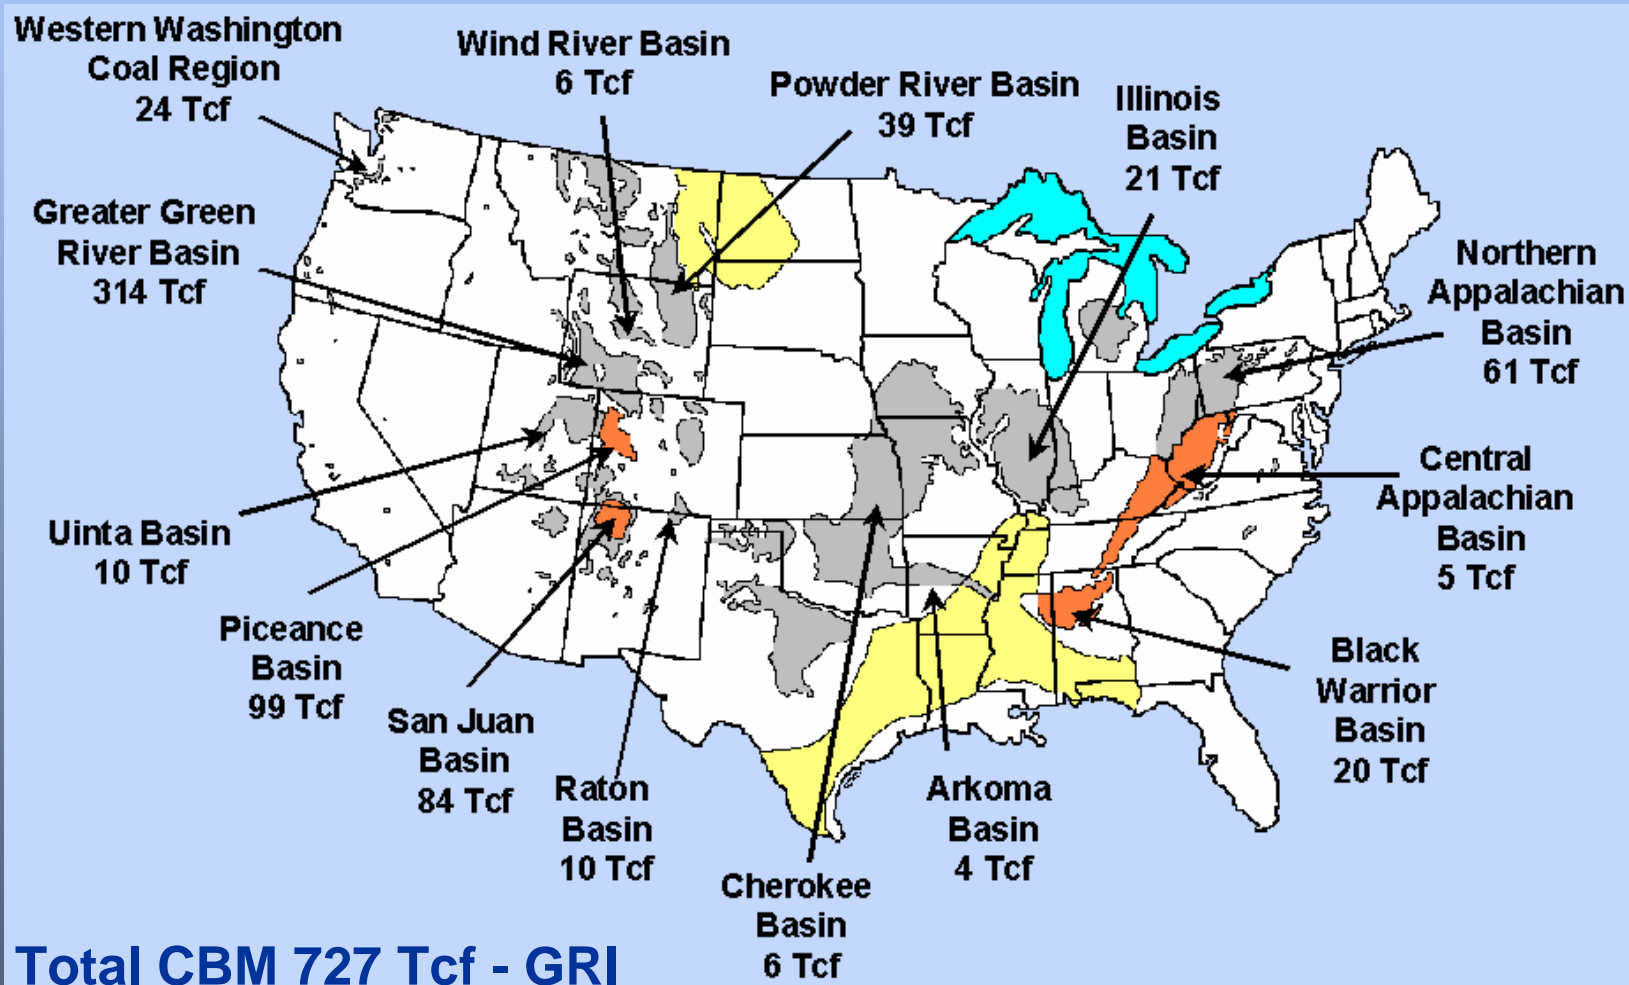 Western Washington
Coal Region
24 Tcf
Wind River Basin
6 Tcf
Powder River Basin
39 Tcf
Illinois
Basin
21 Tcf
Greater Green
River Basin
314 Tcf
Northern
Appalachian
Basin
61 Tcf
Central
Appalachian
Basin
5 Tcf
Uinta Basin
10 Tcf
Piceance
Basin
99 Tcf
San Juan
Basin
84 Tcf
Raton
Basin
10 Tcf
Cherokee
Basin
6 Tcf
Arkoma
Basin
4 Tcf
Black
Warrior
Basin
20 Tcf
Total CBM 727 Tcf - GRI